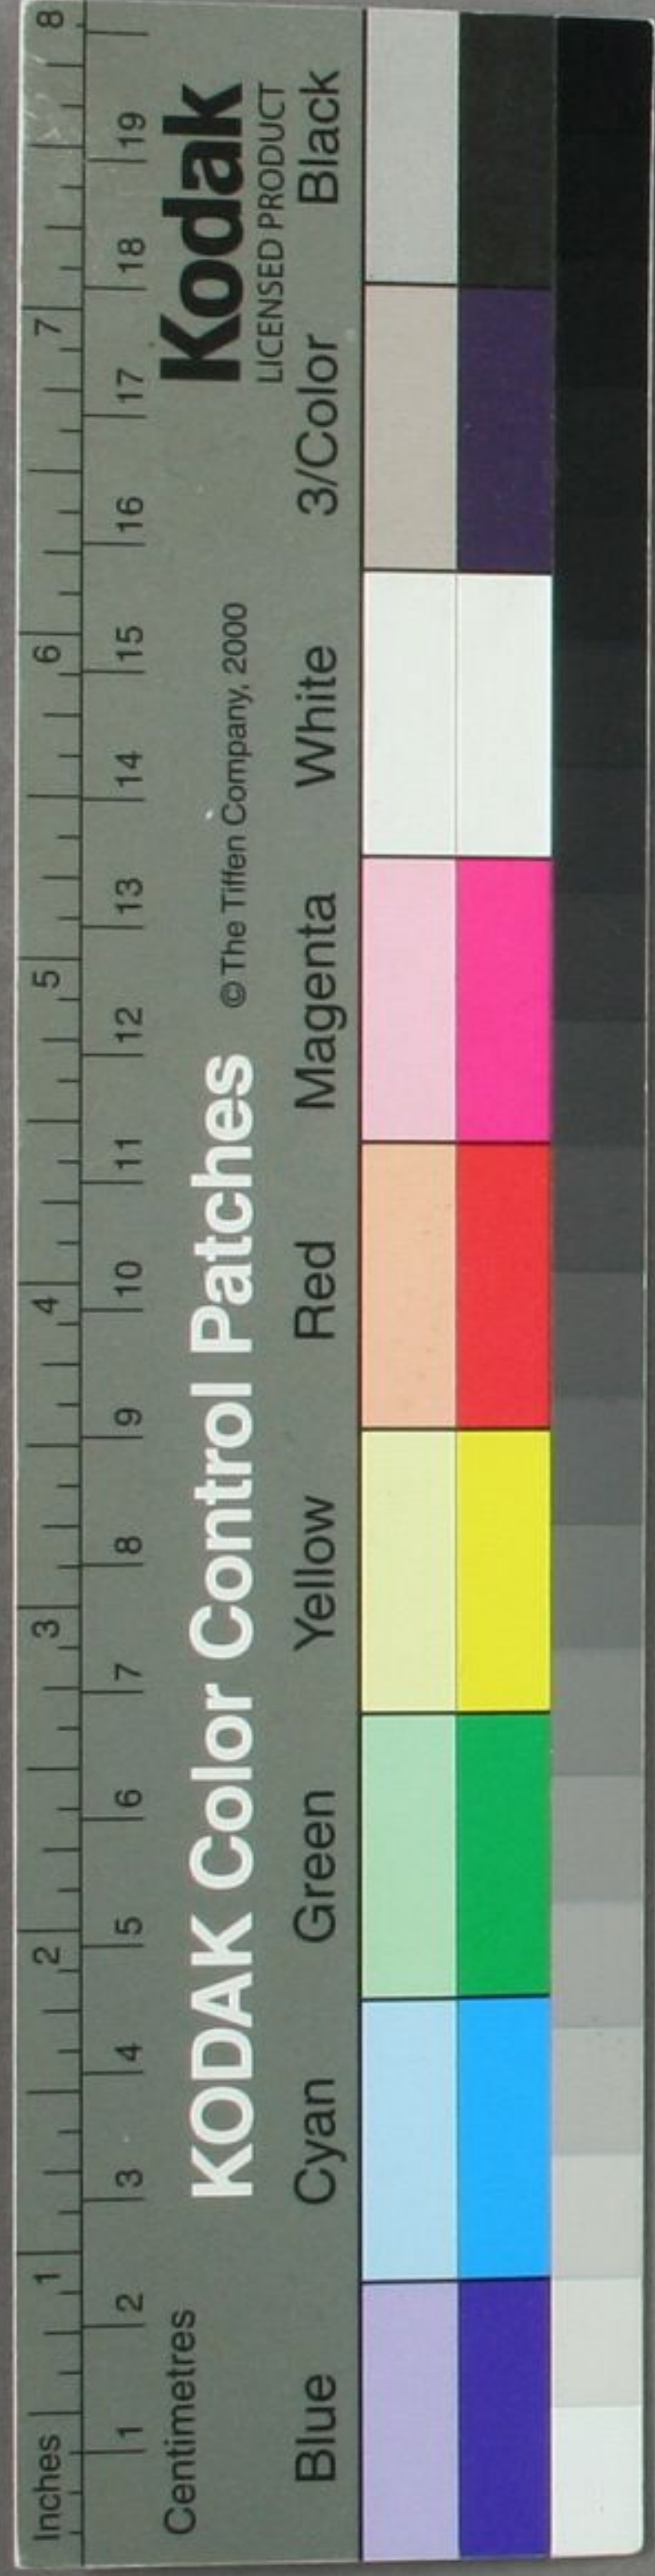 Inches 1 2 3 4 5 6 7 8
1 2 3 4 5 6 7 8 9 10 11 12 13 14 15 16 17 18 19
Centimetres
KODAK Color Control Patches
© The Tiffen Company, 2000
Kodak
LICENSED PRODUCT
Blue Cyan Green Yellow Red Magenta White 3/Color Black